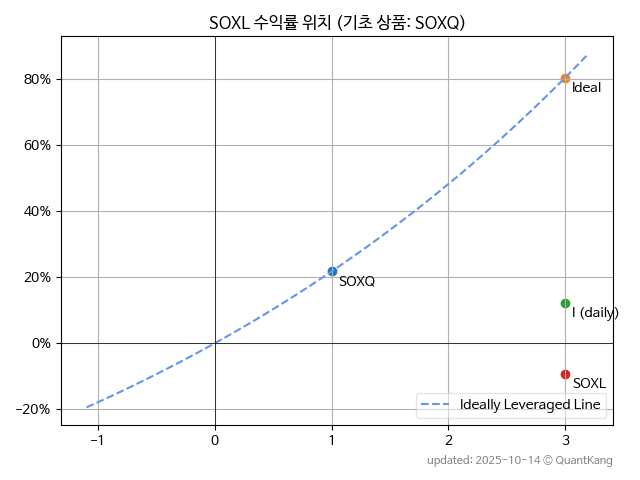 SOXL 수익률 위치 (기초 상품: SOXQ)
80%
60%
40%
20%
0%
−20%
Ideal
SOXQ
I (daily)
SOXL
Ideally Leveraged Line
−1
0
1
2
3
updated: 2025-10-14 © QuantKang